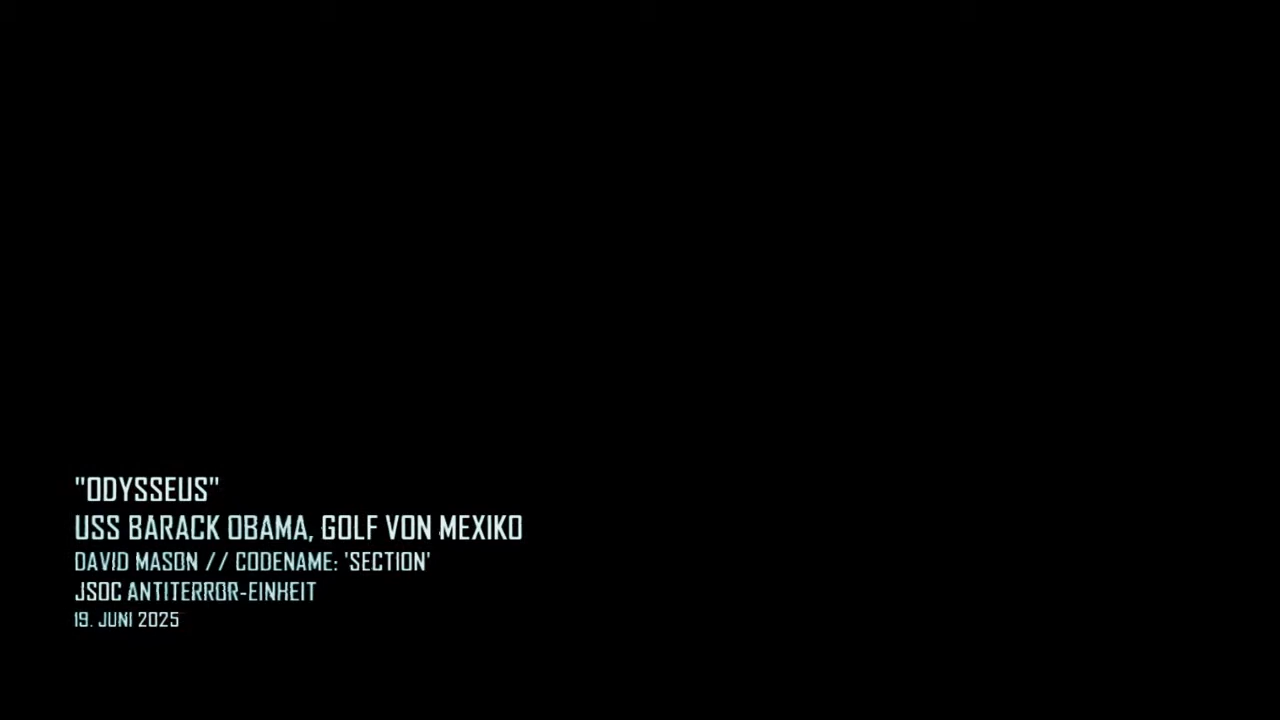 "ODYSSEUS"
USS BARACK OBAMA, GOLF VON MEXIKO
DAVID MASON // CODENAME: 'SECTION'
JSOC ANTITERROR-EINHEIT
19. JUNI 2025